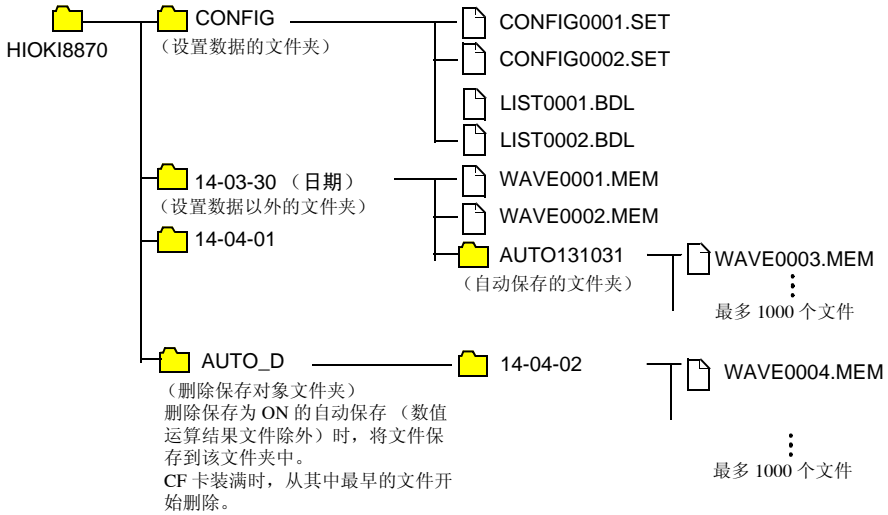 CONFIG
CONFIG0001.SET
HIOKI8870
（设置数据的文件夹）
CONFIG0002.SET
LIST0001.BDL
LIST0002.BDL
14-03-30 （日期）
WAVE0001.MEM
（设置数据以外的文件夹）
WAVE0002.MEM
14-04-01
AUTO131031
WAVE0003.MEM
（自动保存的文件夹）
最多 1000 个文件
AUTO_D
14-04-02
WAVE0004.MEM
（删除保存对象文件夹）
删除保存为 ON 的自动保存 （数值
运算结果文件除外）时，将文件保
存到该文件夹中。
CF 卡装满时，从其中最早的文件开
始删除。
最多 1000 个文件